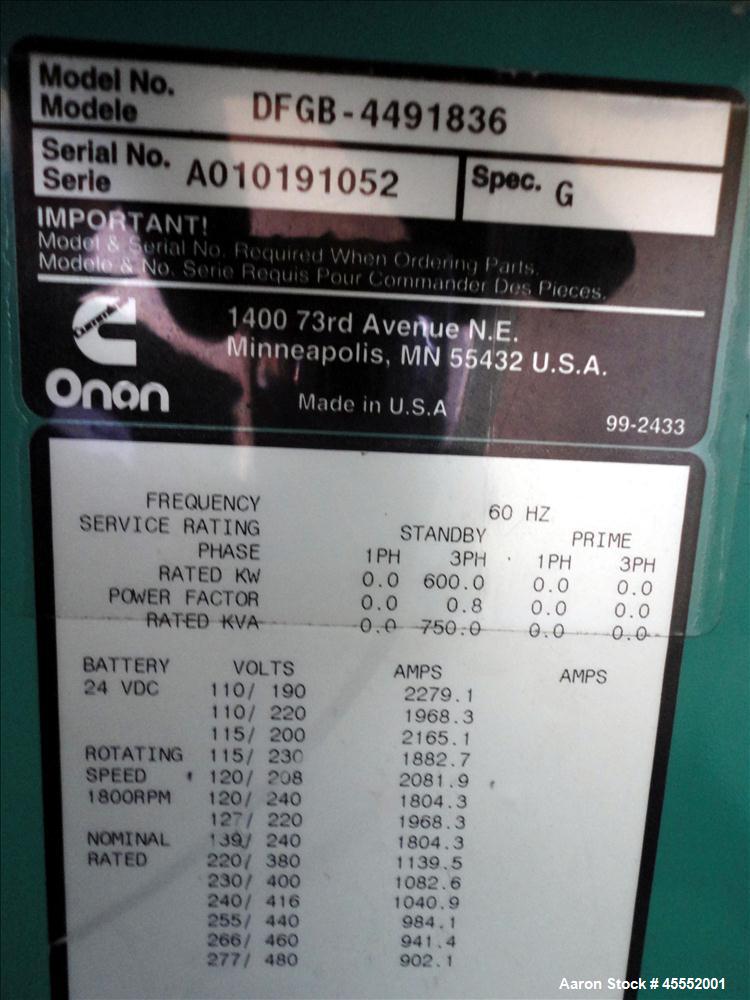 Model No. DFGB-4491836
Modele
Serial No. A010191052 Spec. G
Serie
IMPORTANT!
Model & Serial No. Required When Ordering Parts.
Modele & No. Serie Requis Pour Commander Des Pieces.
1400 73rd Avenue N.E.
Minneapolis, MN 55432 U.S.A.
Onan
Made in U.S.A
99-2433
FREQUENCY 60 HZ
SERVICE RATING STANDBY PRIME
PHASE 1PH 3PH 1PH 3PH
RATED KW 0.0 600.0 0.0 0.0
POWER FACTOR 0.0 0.8 0.0 0.0
RATED KVA 0.0 750.0 0.0 0.0
BATTERY VOLTS AMPS AMPS
24 VDC 110/ 190 2279.1
110/ 220 1968.3
115/ 200 2165.1
ROTATING 115/ 230 1882.7
SPEED 120/ 208 2081.9
1800RPM 120/ 240 1804.3
127/ 220 1968.3
NOMINAL 139/ 240 1804.3
RATED 220/ 380 1139.5
230/ 400 1082.6
240/ 416 1040.9
255/ 440 984.1
266/ 460 941.4
277/ 480 902.1
Aaron Stock # 45552001